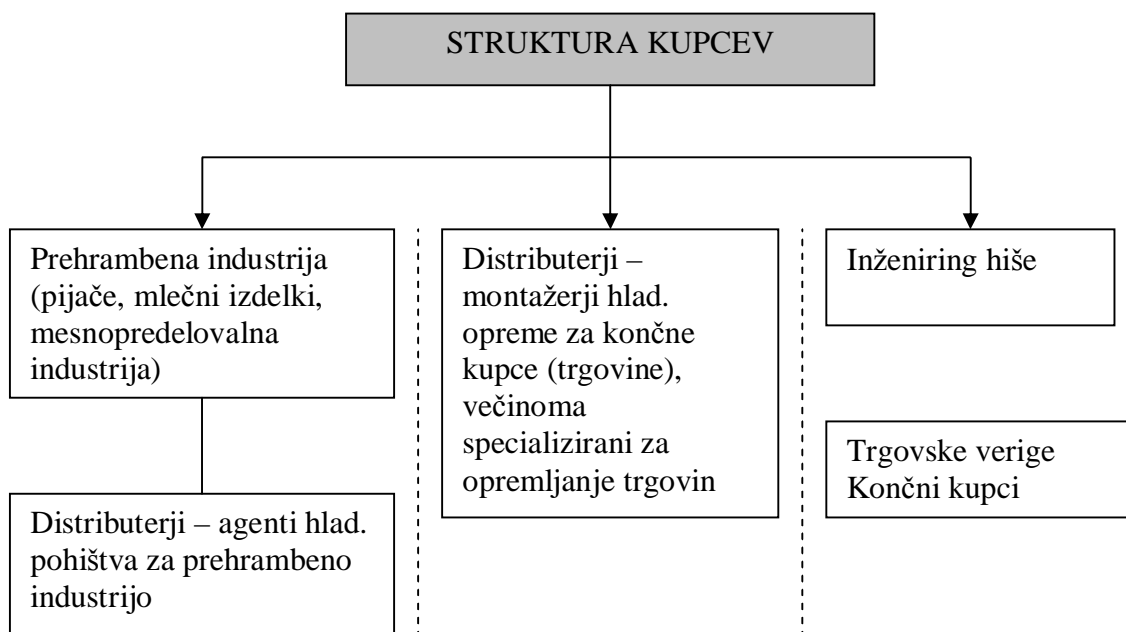 STRUKTURA KUPCEV
Prehrambena industrija
(pijače, mlečni izdelki,
mesnopredelovalna
industrija)
Distributerji – agenti hlad.
pohištva za prehrambeno
industrijo
Distributerji –
montažerji hlad.
opreme za končne
kupce (trgovine),
večinoma
specializirani za
opremljanje trgovin
Inženiring hiše
Trgovske verige
Končni kupci